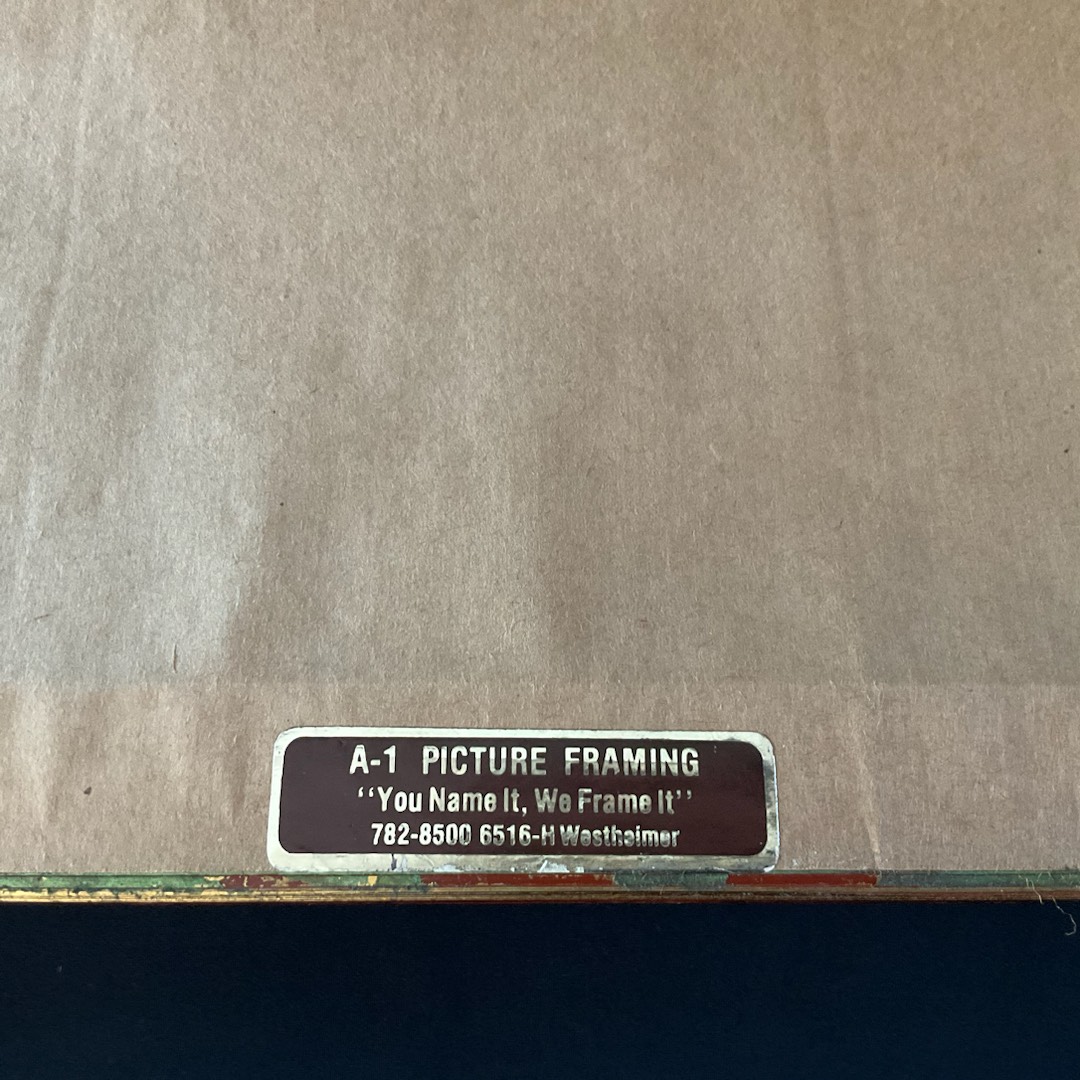 A-1 PICTURE FRAMING
“You Name It, We Frame It”
782-8500 6516-H Westheimer